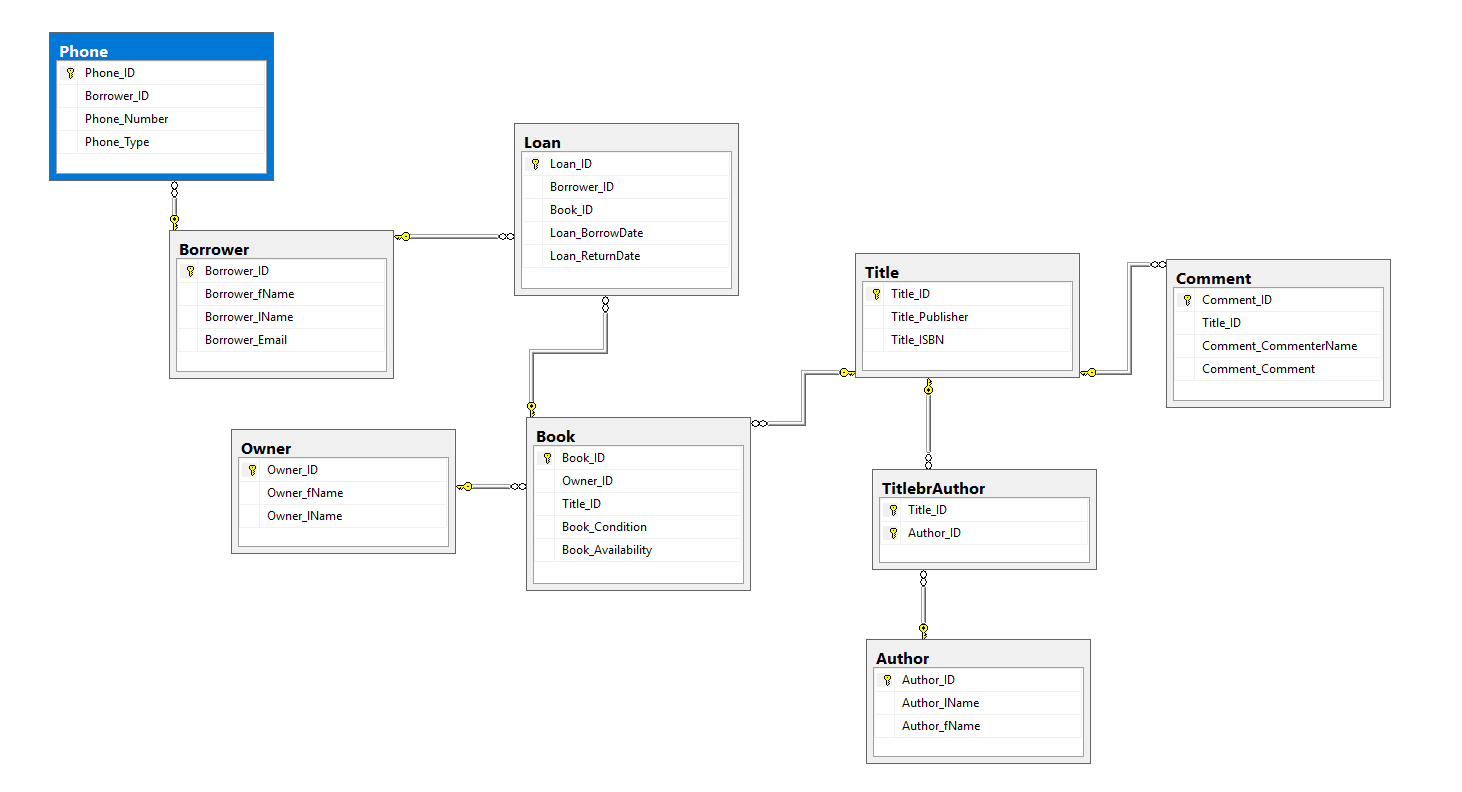 Phone
Phone_ID
Borrower_ID
Phone_Number
Phone_Type
Loan
Loan_ID
Borrower_ID
Book_ID
Loan_BorrowDate
Loan_ReturnDate
Borrower
Borrower_ID
Borrower_fName
Borrower_lName
Borrower_Email
Title
Title_ID
Title_Publisher
Title_ISBN
Comment
Comment_ID
Title_ID
Comment_CommenterName
Comment_Comment
Owner
Owner_ID
Owner_fName
Owner_lName
Book
Book_ID
Owner_ID
Title_ID
Book_Condition
Book_Availability
TitlebrAuthor
Title_ID
Author_ID
Author
Author_ID
Author_lName
Author_fName